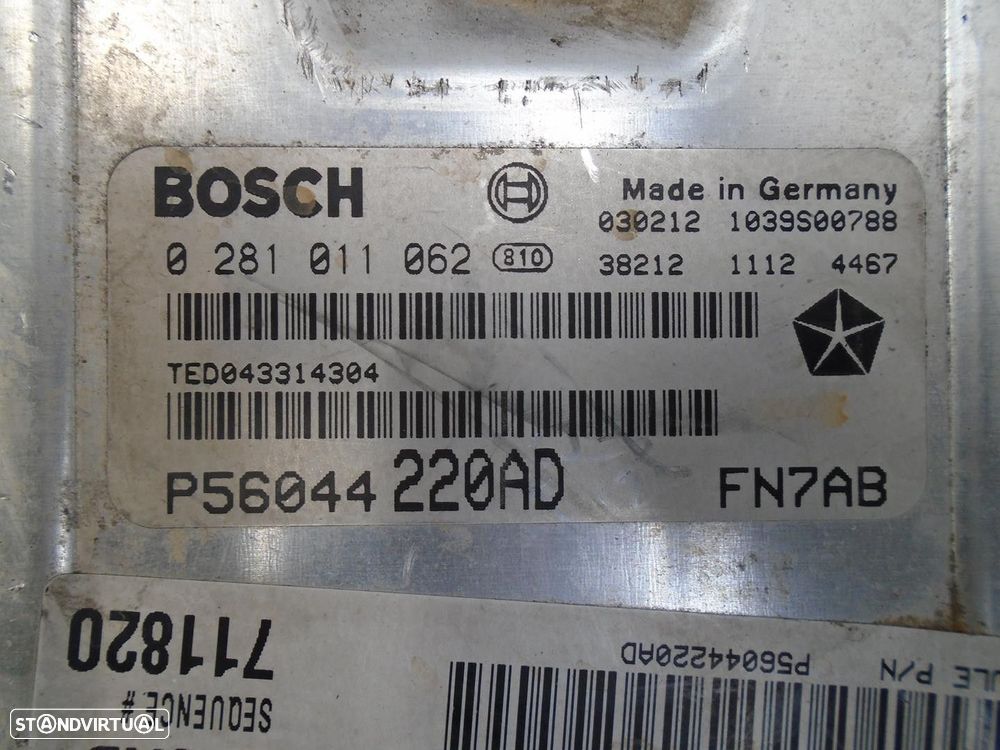 BOSCH
Made in Germany
030212 1039S00788
0 281 011 062 810
38212 1112 4467
TED043314304
P56044 220AD FN7AB
P56044220AD P/N
711820
SEQUENCE #
STANDVIRTUAL